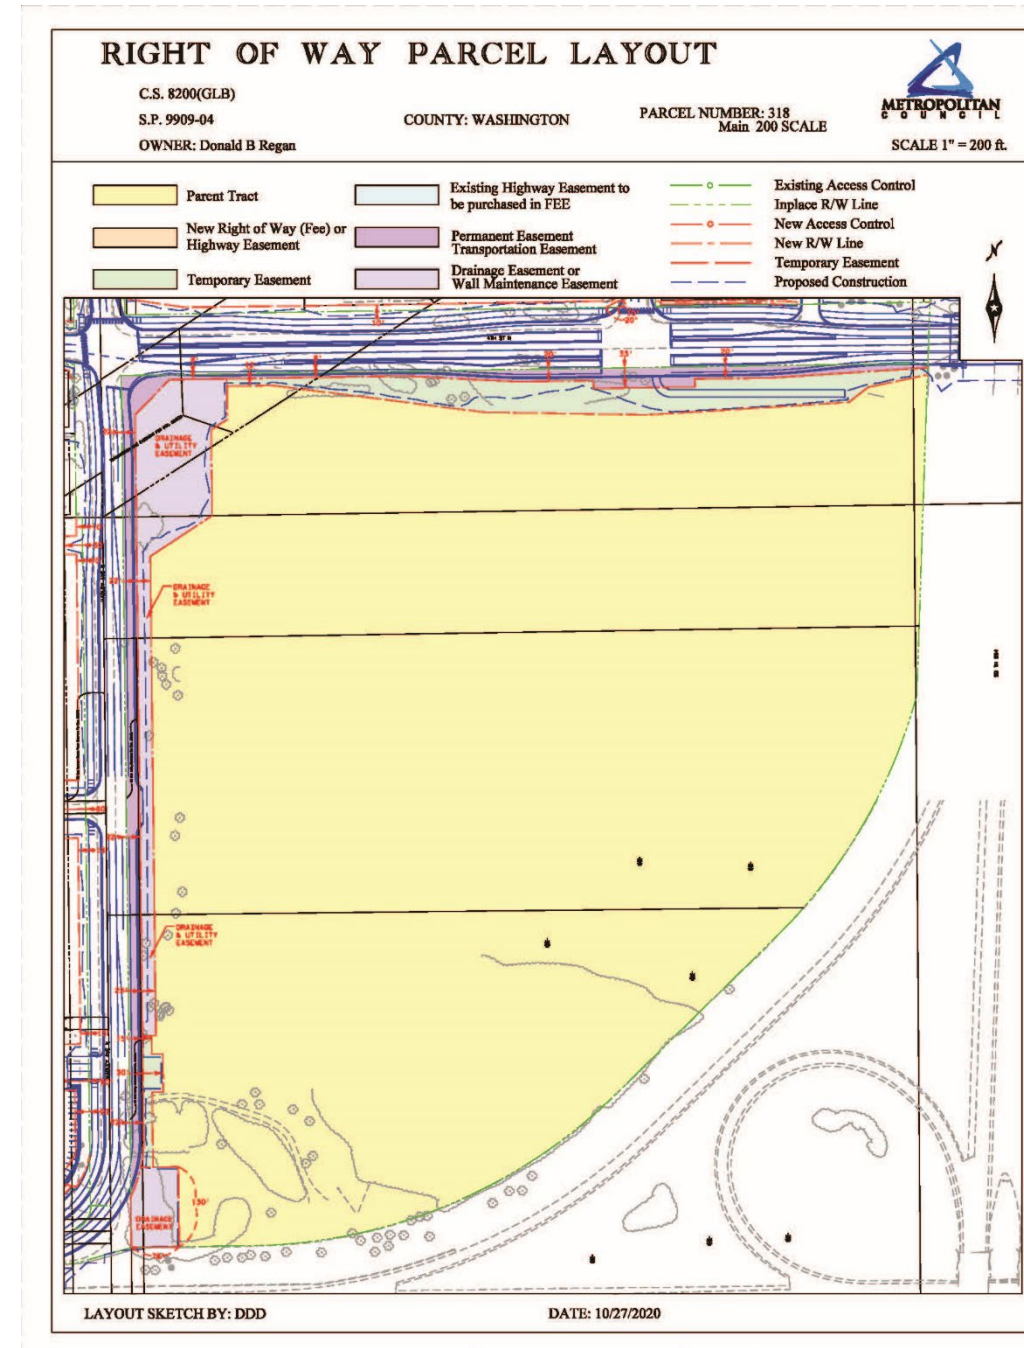 RIGHT OF WAY PARCEL LAYOUT
C.S. 8200(GLB)
S.P. 9909-04
COUNTY: WASHINGTON
PARCEL NUMBER: 318
Main 200 SCALE
OWNER: Donald B Regan
METROPOLITAN
COUNCIL
SCALE 1" = 200 ft.
Parent Tract
New Right of Way (Fee) or
Highway Easement
Temporary Easement
Existing Highway Easement to
be purchased in FEE
Permanent Easement
Transportation Easement
Drainage Easement or
Wall Maintenance Easement
Existing Access Control
Inplace R/W Line
New Access Control
New R/W Line
Temporary Easement
Proposed Construction
N
4TH ST N
DRAINAGE
& UTILITY
EASEMENT
DRAINAGE
& UTILITY
EASEMENT
DRAINAGE
& UTILITY
EASEMENT
DRAINAGE
EASEMENT
130'
LAYOUT SKETCH BY: DDD
DATE: 10/27/2020